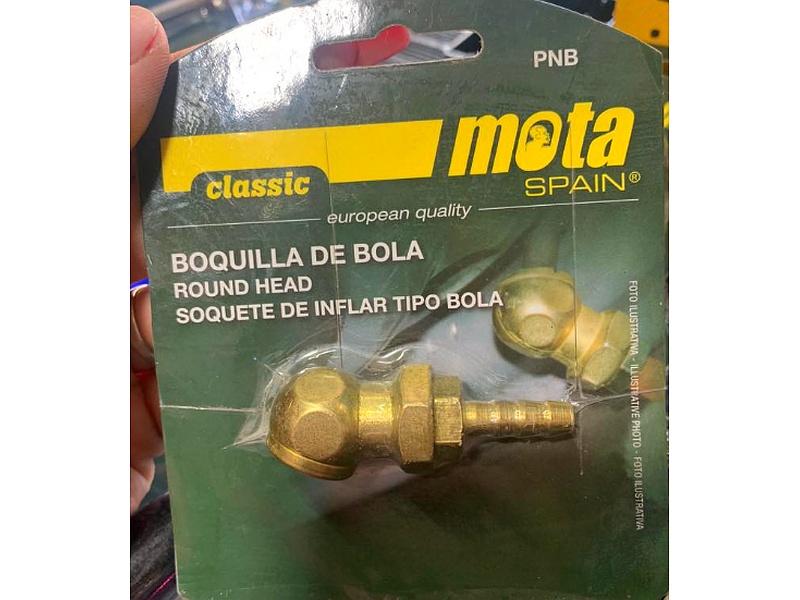 PNB
mota
SPAIN®
classic
european quality
BOQUILLA DE BOLA
ROUND HEAD
SOQUETE DE INFLAR TIPO BOLA
FOTO ILUSTRATIVA - ILLUSTRATIVE PHOTO - FOTO ILUSTRATIVA